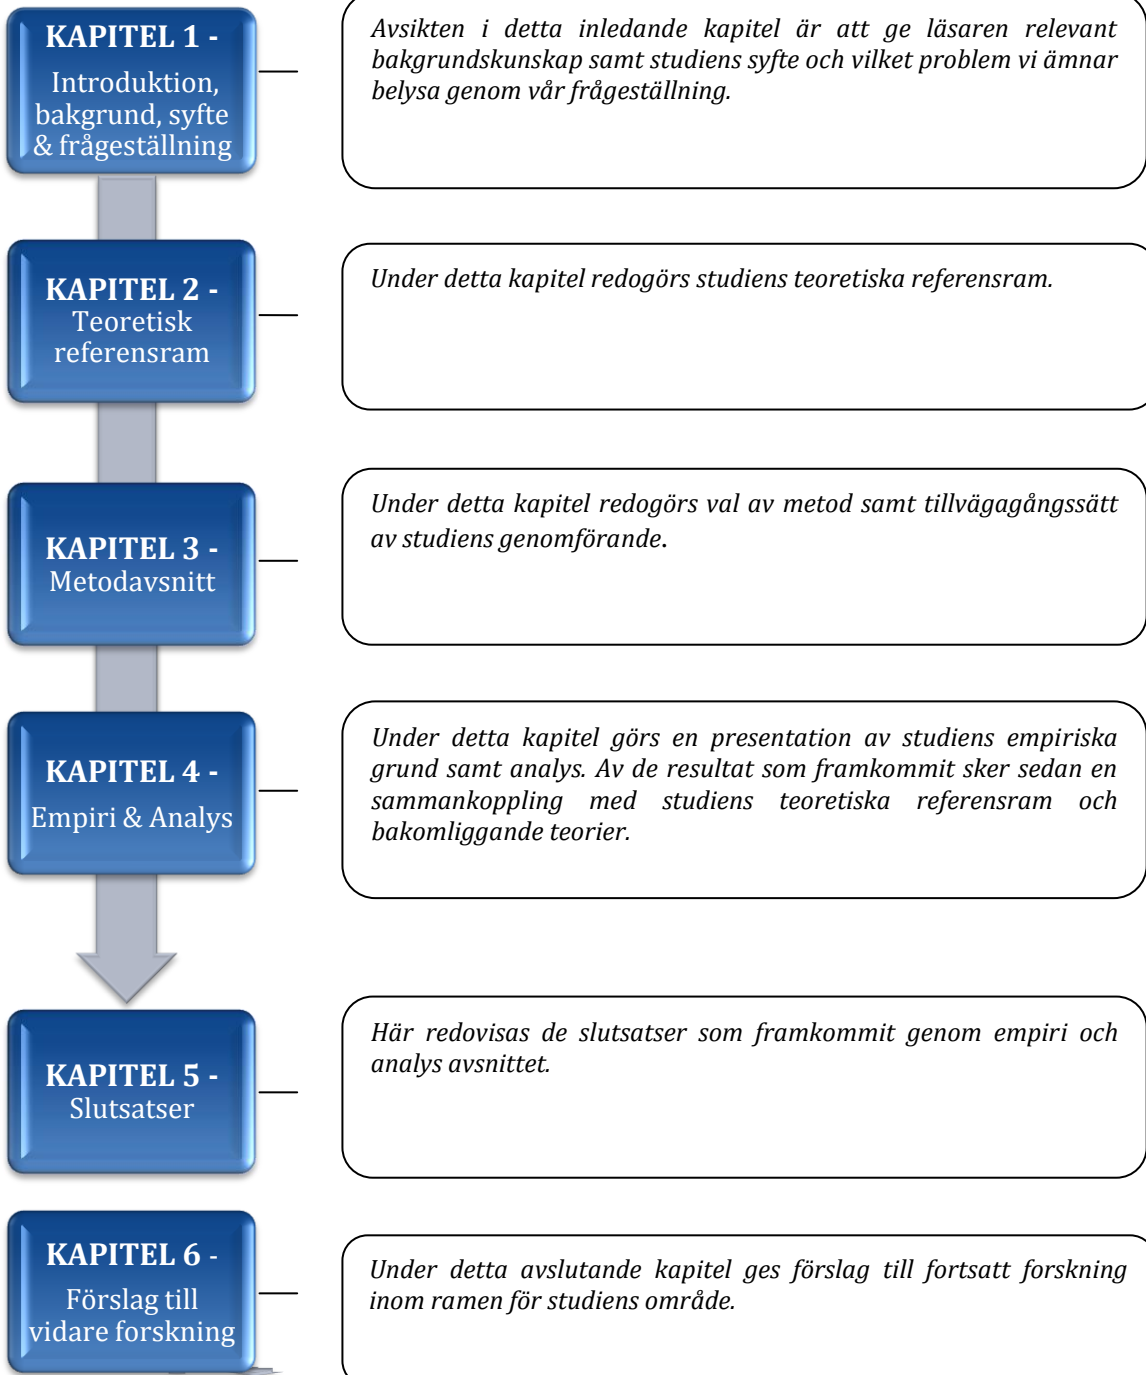 KAPITEL 1 -
Introduktion,
bakgrund, syfte
& frågeställning
Avsikten i detta inledande kapitel är att ge läsaren relevant
bakgrundskunskap samt studiens syfte och vilket problem vi ämnar
belysa genom vår frågeställning.
KAPITEL 2 -
Teoretisk
referensram
Under detta kapitel redogörs studiens teoretiska referensram.
KAPITEL 3 -
Metodavsnitt
Under detta kapitel redogörs val av metod samt tillvägagångssätt
av studiens genomförande.
KAPITEL 4 -
Empiri & Analys
Under detta kapitel görs en presentation av studiens empiriska
grund samt analys. Av de resultat som framkommit sker sedan en
sammankoppling med studiens teoretiska referensram och
bakomliggande teorier.
KAPITEL 5 -
Slutsatser
Här redovisas de slutsatser som framkommit genom empiri och
analys avsnittet.
KAPITEL 6 -
Förslag till
vidare forskning
Under detta avslutande kapitel ges förslag till fortsatt forskning
inom ramen för studiens område.